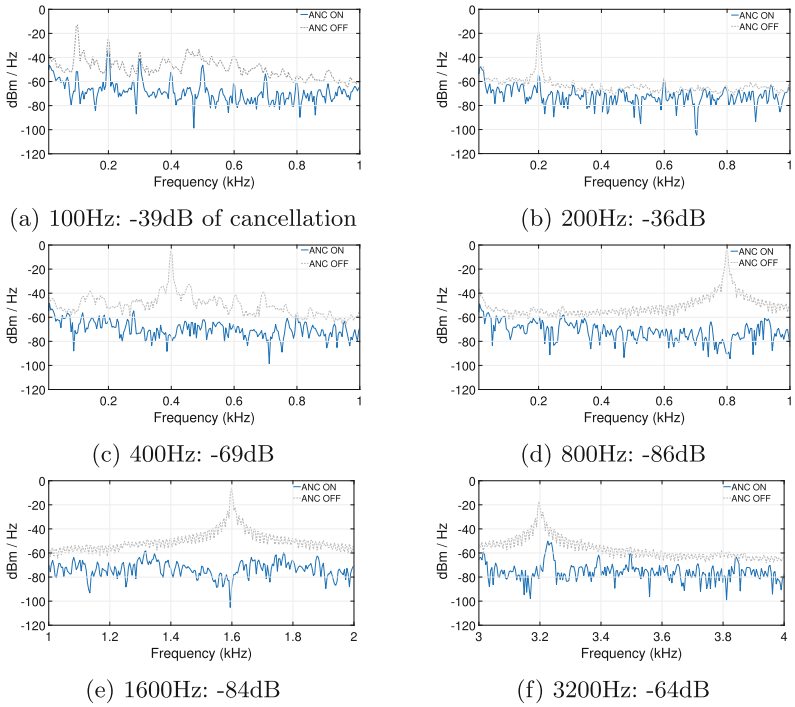 0
-20
-40
-60
-80
-100
-120
dBm / Hz
ANC ON
ANC OFF
0.2 0.4 0.6 0.8 1
Frequency (kHz)
(a) 100Hz: -39dB of cancellation
0
-20
-40
-60
-80
-100
-120
dBm / Hz
ANC ON
ANC OFF
0.2 0.4 0.6 0.8 1
Frequency (kHz)
(b) 200Hz: -36dB
0
-20
-40
-60
-80
-100
-120
dBm / Hz
ANC ON
ANC OFF
0.2 0.4 0.6 0.8 1
Frequency (kHz)
(c) 400Hz: -69dB
0
-20
-40
-60
-80
-100
-120
dBm / Hz
ANC ON
ANC OFF
0.2 0.4 0.6 0.8 1
Frequency (kHz)
(d) 800Hz: -86dB
0
-20
-40
-60
-80
-100
-120
dBm / Hz
ANC ON
ANC OFF
1 1.2 1.4 1.6 1.8 2
Frequency (kHz)
(e) 1600Hz: -84dB
0
-20
-40
-60
-80
-100
-120
dBm / Hz
ANC ON
ANC OFF
3 3.2 3.4 3.6 3.8 4
Frequency (kHz)
(f) 3200Hz: -64dB